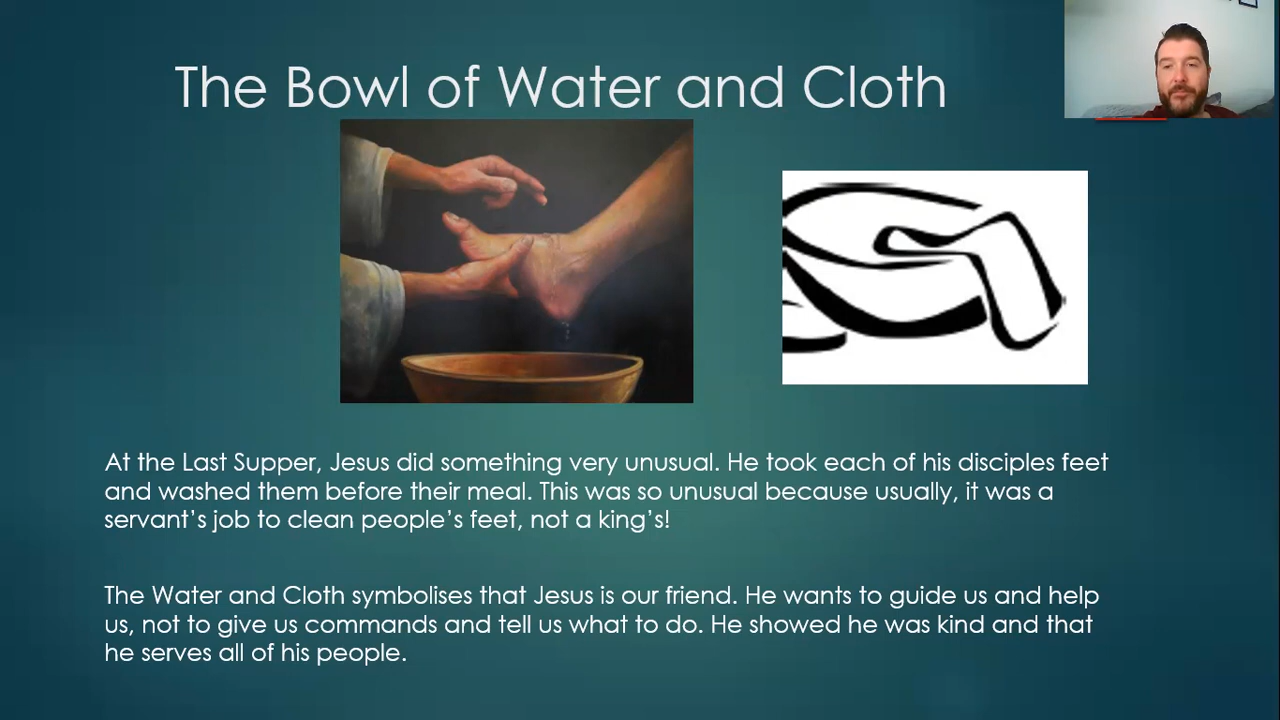 The Bowl of Water and Cloth
At the Last Supper, Jesus did something very unusual. He took each of his disciples feet
and washed them before their meal. This was so unusual because usually, it was a
servant’s job to clean people’s feet, not a king’s!
The Water and Cloth symbolises that Jesus is our friend. He wants to guide us and help
us, not to give us commands and tell us what to do. He showed he was kind and that
he serves all of his people.